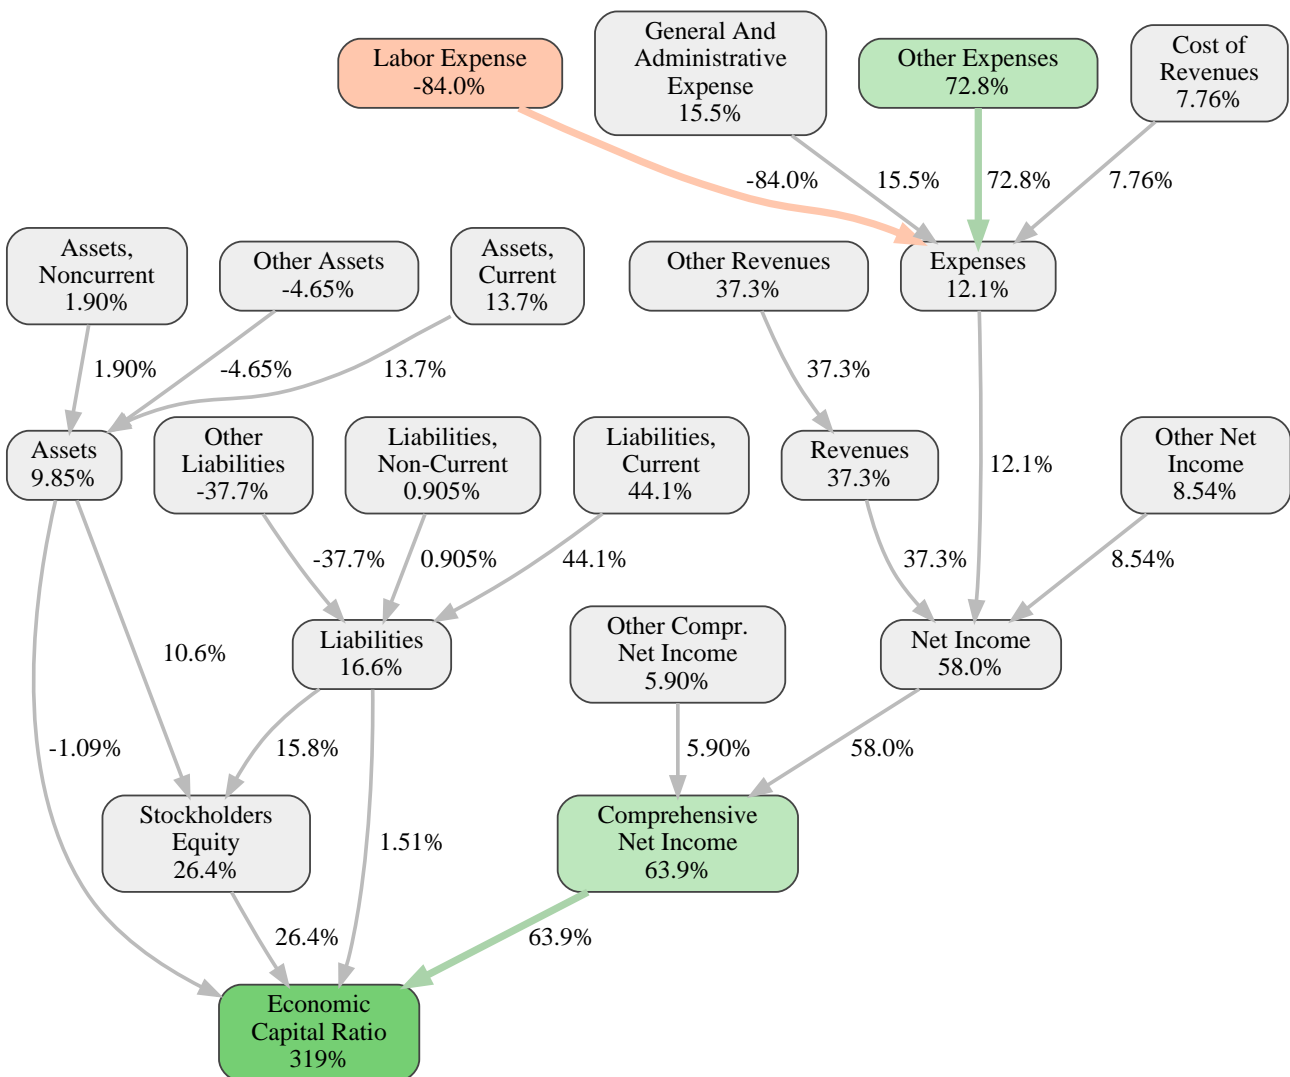 Labor Expense
-84.0%
General And
Administrative
Expense
15.5%
Other Expenses
72.8%
Cost of
Revenues
7.76%
-84.0%
15.5%
72.8%
7.76%
Assets,
Noncurrent
1.90%
Other Assets
-4.65%
Assets,
Current
13.7%
Other Revenues
37.3%
Expenses
12.1%
1.90%
-4.65%
13.7%
37.3%
Assets
9.85%
Other
Liabilities
-37.7%
Liabilities,
Non-Current
0.905%
Liabilities,
Current
44.1%
Revenues
37.3%
12.1%
Other Net
Income
8.54%
-37.7%
0.905%
44.1%
37.3%
8.54%
10.6%
Liabilities
16.6%
Other Compr.
Net Income
5.90%
Net Income
58.0%
-1.09%
15.8%
5.90%
58.0%
Stockholders
Equity
26.4%
1.51%
Comprehensive
Net Income
63.9%
26.4%
63.9%
Economic
Capital Ratio
319%